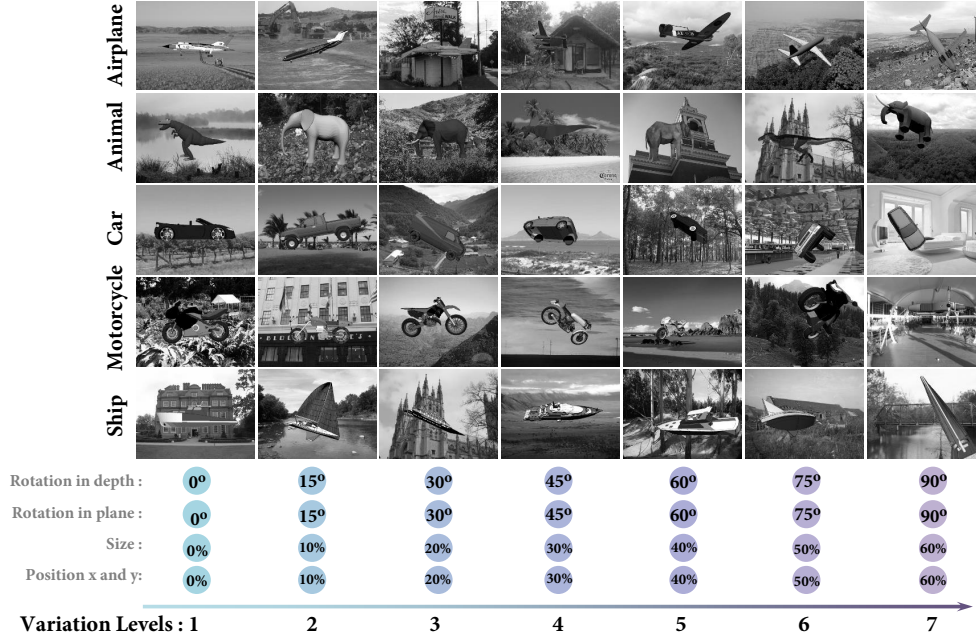 Airplane
Animal
Car
Motorcycle
Ship
Rotation in depth : 0º 15º 30º 45º 60º 75º 90º
Rotation in plane : 0º 15º 30º 45º 60º 75º 90º
Size : 0% 10% 20% 30% 40% 50% 60%
Position x and y: 0% 10% 20% 30% 40% 50% 60%
Variation Levels : 1 2 3 4 5 6 7